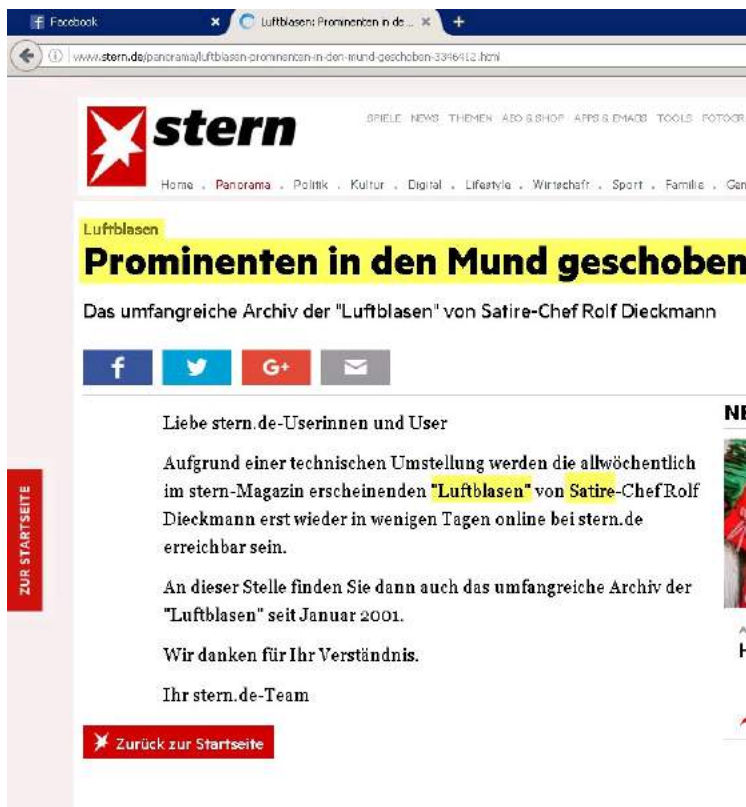 Facebook
Luftblasen: Prominenten in de...
www.stern.de/panorama/luftblasen-prominenten-in-den-mund-geschoben-3346412.html
stern
SPIELE NEWS THEMEN ABO & SHOP APPS & EMAGS TOOLS
Home . Panorama . Politik . Kultur . Digital . Lifestyle . Wirtschaft . Sport . Familie .
Luftblasen
Prominenten in den Mund geschoben
Das umfangreiche Archiv der "Luftblasen" von Satire-Chef Rolf Dieckmann
f
G+
NE
Liebe stern.de-Userinnen und User
Aufgrund einer technischen Umstellung werden die allwöchentlich
im stern-Magazin erscheinenden "Luftblasen" von Satire-Chef Rolf
Dieckmann erst wieder in wenigen Tagen online bei stern.de
erreichbar sein.
An dieser Stelle finden Sie dann auch das umfangreiche Archiv der
"Luftblasen" seit Januar 2001.
Wir danken für Ihr Verständnis.
Ihr stern.de-Team
Zurück zur Startseite
ZUR STARTSEITE